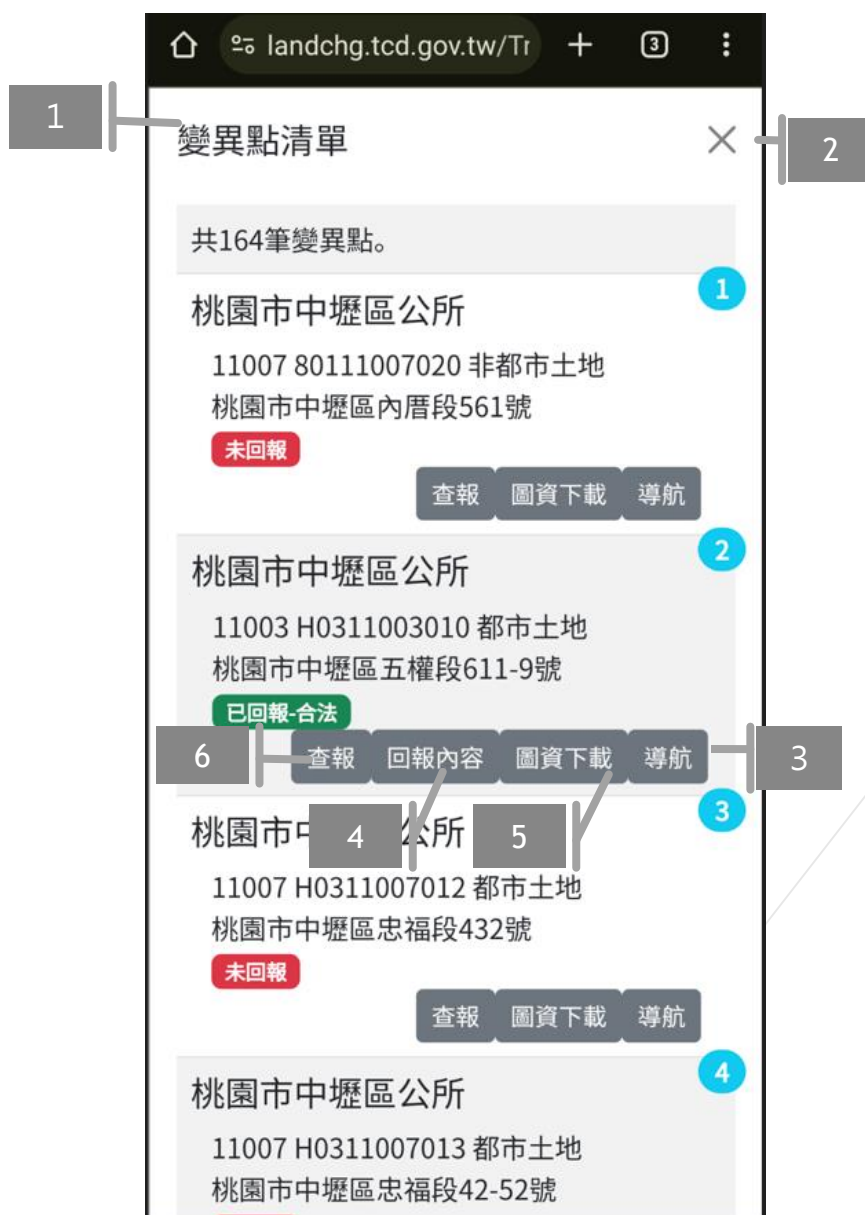 landchg.tcd.gov.tw/Tr
3
1
變異點清單
2
共164筆變異點。
1
桃園市中壢區公所
11007 80111007020 非都市土地
桃園市中壢區內厝段561號
未回報
查報 圖資下載 導航
2
桃園市中壢區公所
11003 H0311003010 都市土地
桃園市中壢區五權段611-9號
已回報-合法
6
查報 回報內容 圖資下載 導航
3
3
桃園市中
公所
4
5
11007 H0311007012 都市土地
桃園市中壢區忠福段432號
未回報
查報 圖資下載 導航
4
桃園市中壢區公所
11007 H0311007013 都市土地
桃園市中壢區忠福段42-52號